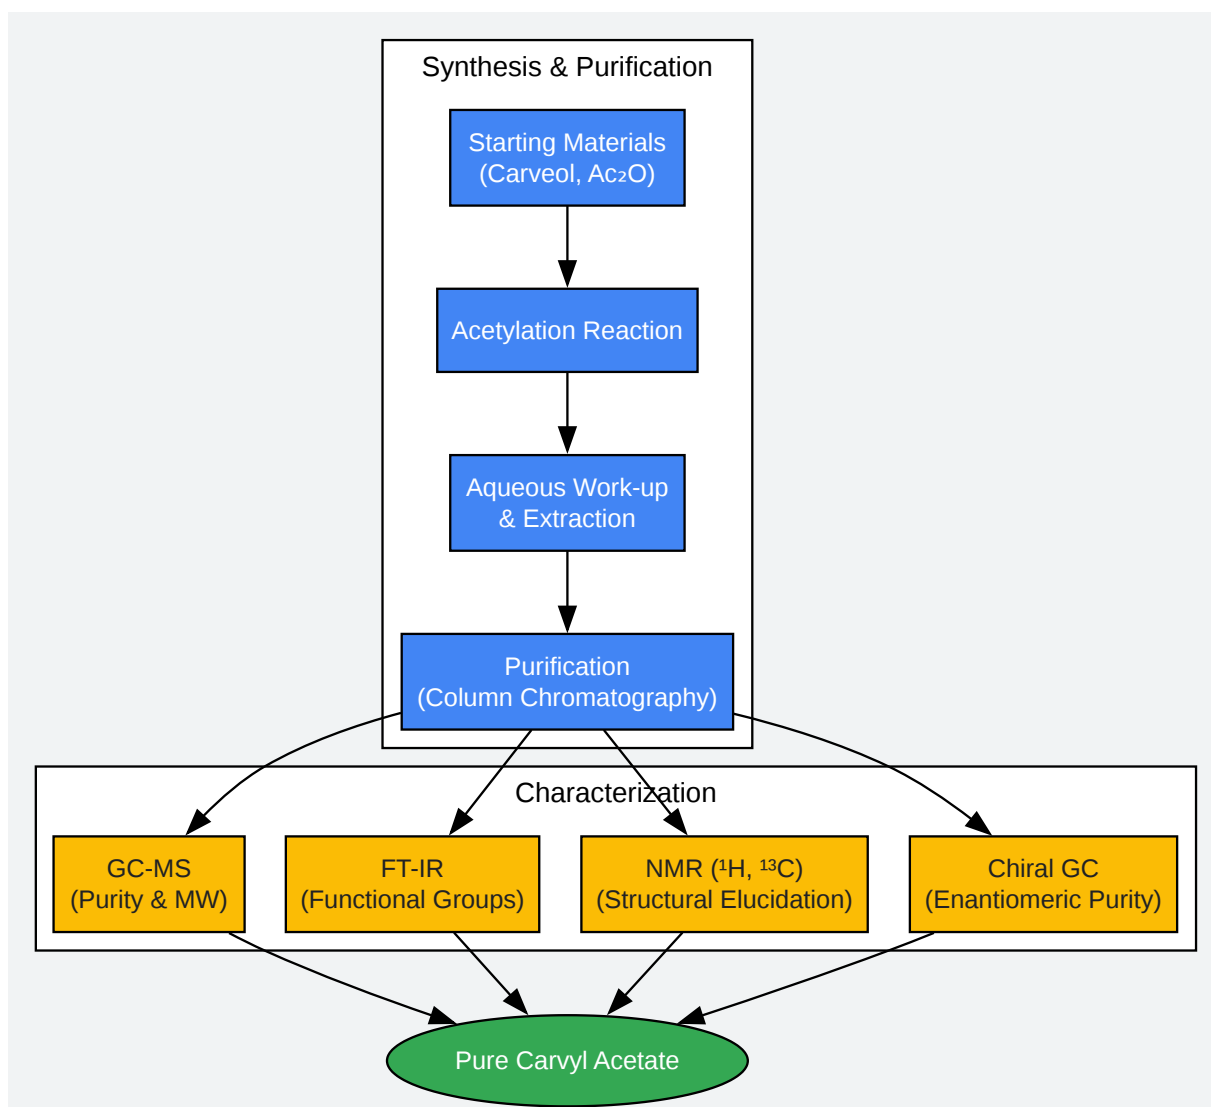 Synthesis & Purification
Starting Materials
(Carveol, Ac₂O)
Acetylation Reaction
Aqueous Work-up
& Extraction
Purification
(Column Chromatography)
Characterization
GC-MS
(Purity & MW)
FT-IR
(Functional Groups)
NMR (¹H, ¹³C)
(Structural Elucidation)
Chiral GC
(Enantiomeric Purity)
Pure Carvyl Acetate